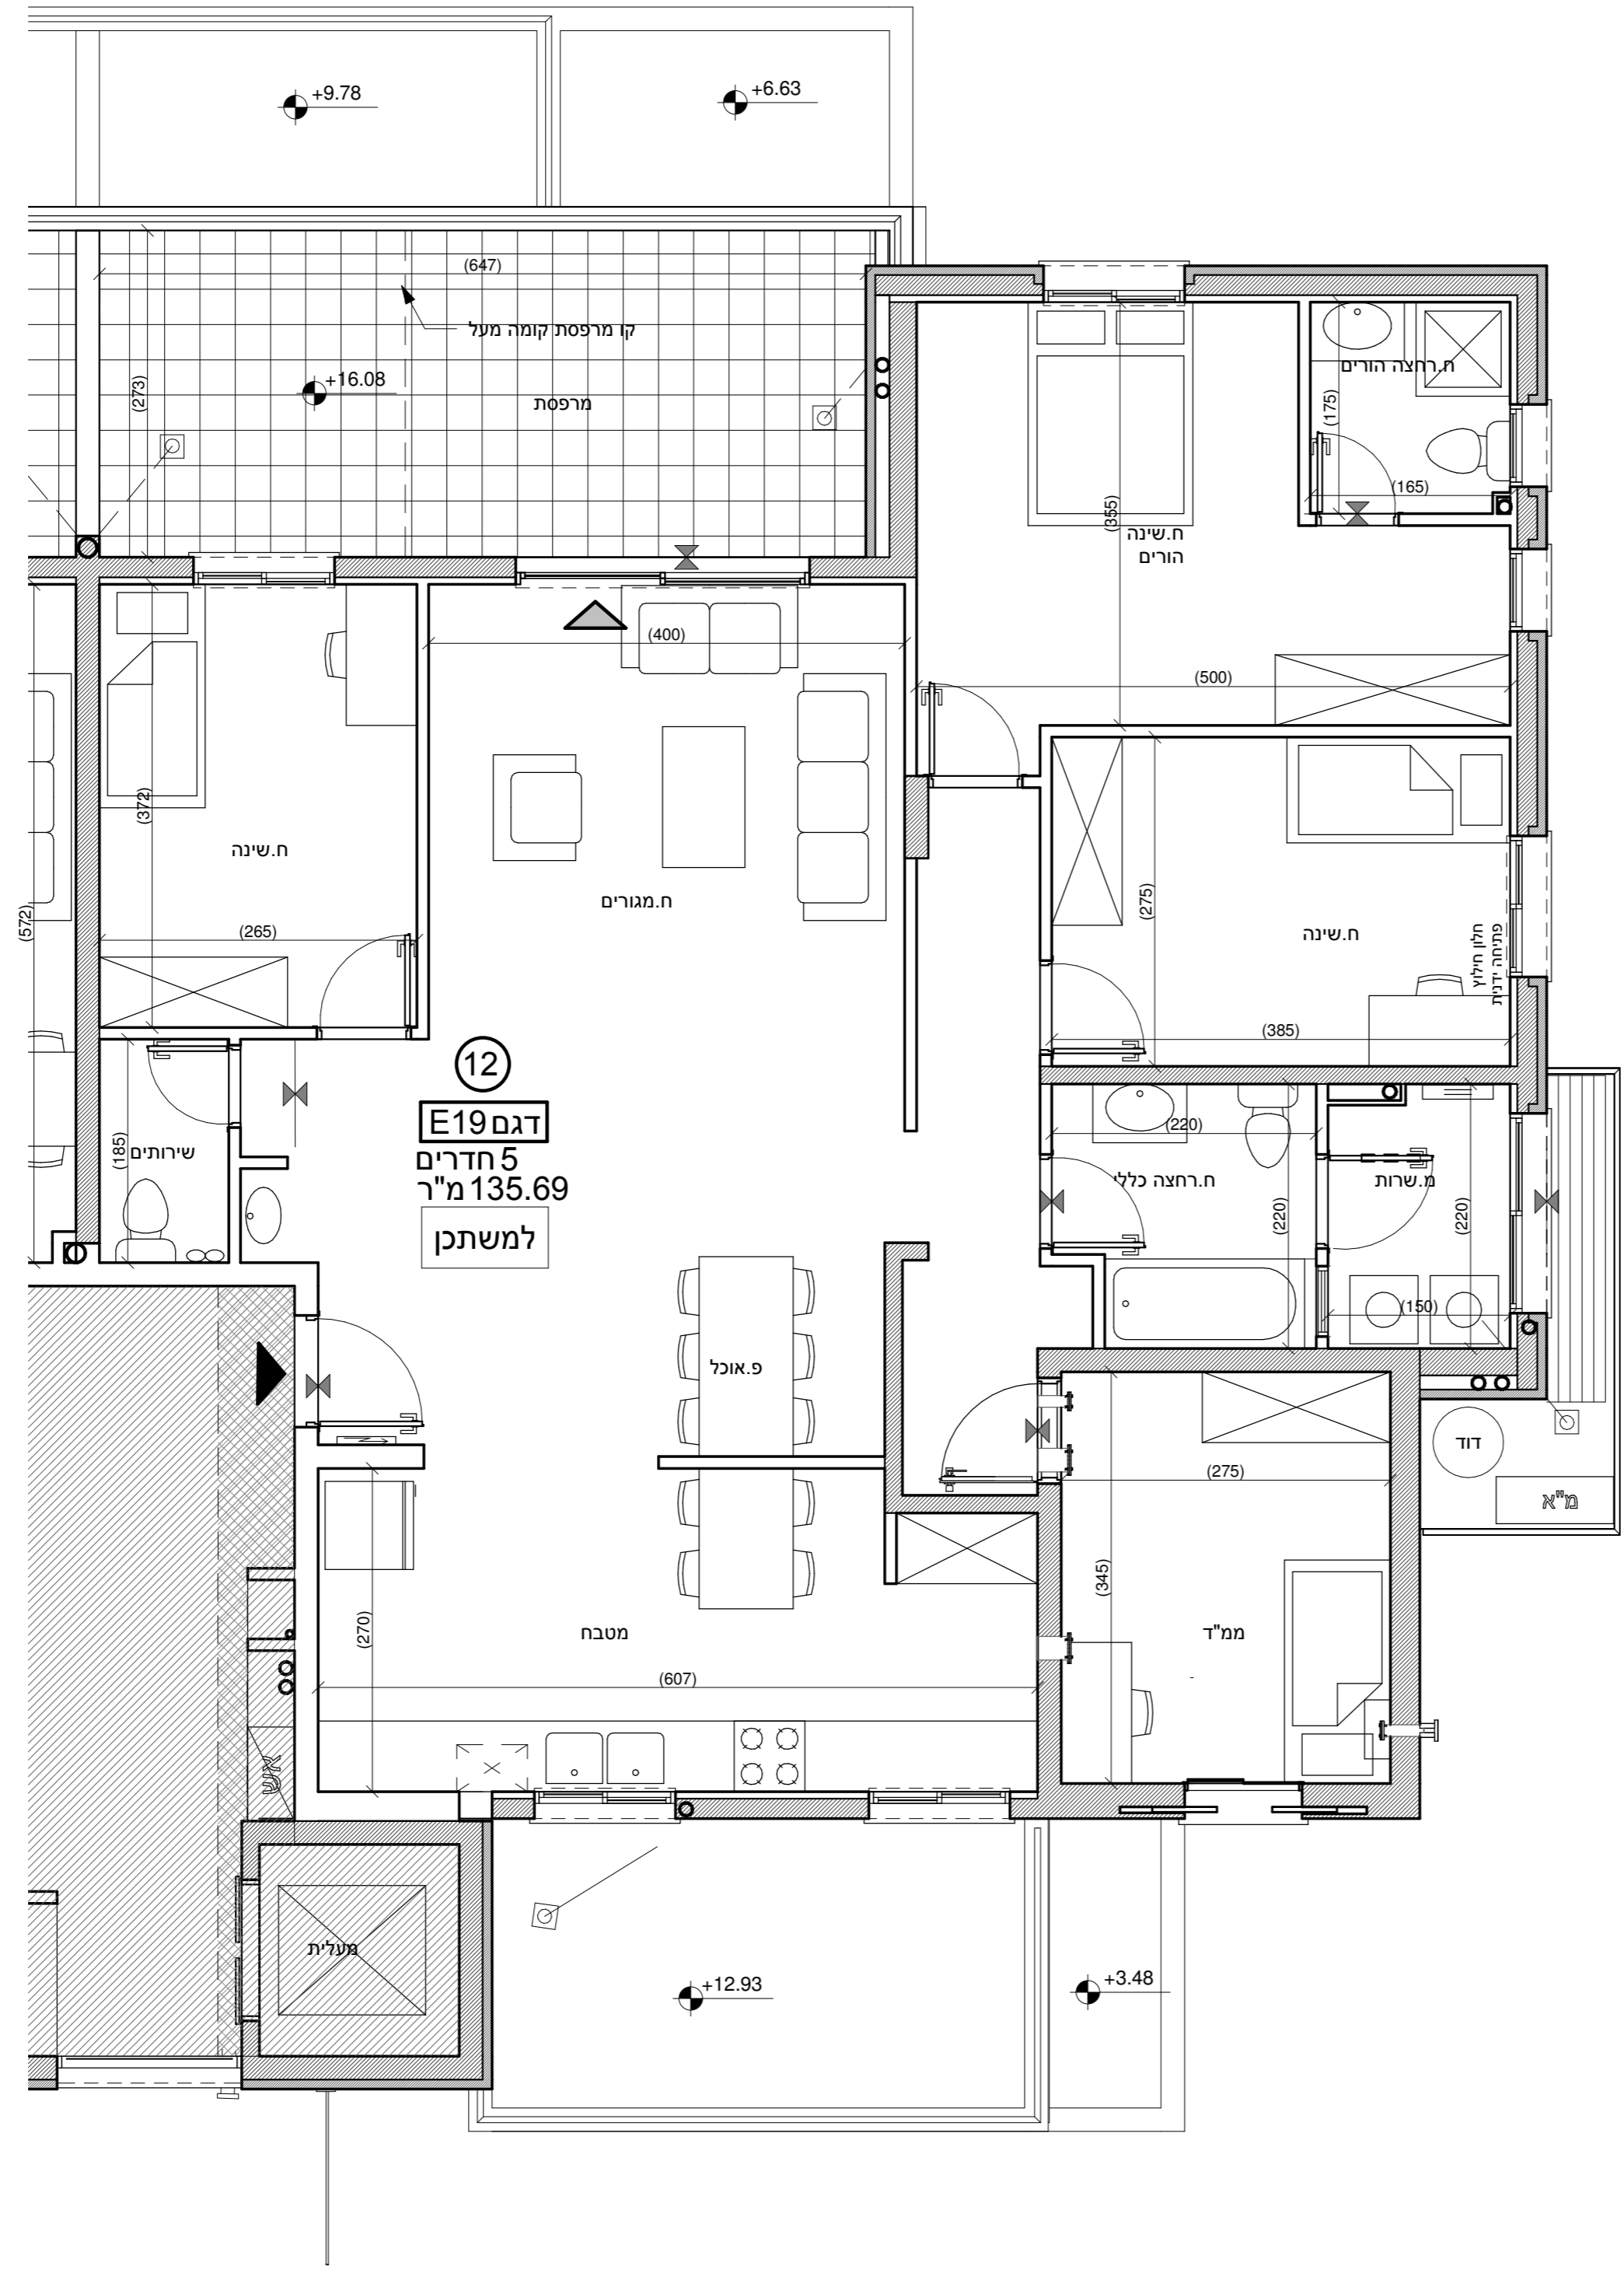 +9.78
+6.63
(647)
קו מרפסת קומה מעל
+16.08
(273)
מרפסת
ח.רחצה הורים
(175)
(165)
(355)
ח.שינה
הורים
(400)
(500)
(372)
ח.שינה
(265)
(572)
ח.מגורים
(275)
ח.שינה
חלון חילוץ
פתיחה ידנית
(385)
12
דגם E19
5 חדרים
135.69 מ"ר
למשתכן
(185)
שירותים
(220)
ח.רחצה כללי
(220)
מ.שרות
(220)
(150)
פ.אוכל
(275)
דוד
מ"א
(345)
(270)
מטבח
ממ"ד
(607)
אש
מעלית
+12.93
+3.48